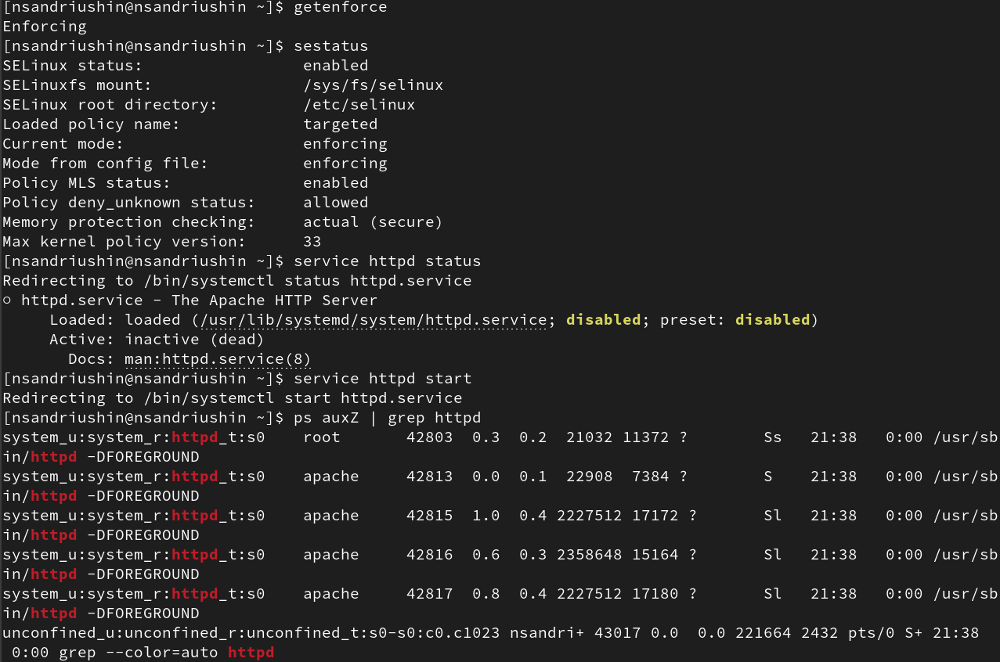 [nsandriushin@nsandriushin ~]$ getenforce
Enforcing
[nsandriushin@nsandriushin ~]$ sestatus
SELinux status:                 enabled
SELinuxfs mount:                /sys/fs/selinux
SELinux root directory:         /etc/selinux
Loaded policy name:             targeted
Current mode:                   enforcing
Mode from config file:          enforcing
Policy MLS status:              enabled
Policy deny_unknown status:     allowed
Memory protection checking:     actual (secure)
Max kernel policy version:      33
[nsandriushin@nsandriushin ~]$ service httpd status
Redirecting to /bin/systemctl status httpd.service
○ httpd.service - The Apache HTTP Server
     Loaded: loaded (/usr/lib/systemd/system/httpd.service; disabled; preset: disabled)
     Active: inactive (dead)
       Docs: man:httpd.service(8)
[nsandriushin@nsandriushin ~]$ service httpd start
Redirecting to /bin/systemctl start httpd.service
[nsandriushin@nsandriushin ~]$ ps auxZ | grep httpd
system_u:system_r:httpd_t:s0    root       42803  0.3  0.2  21032 11372 ?        Ss   21:38   0:00 /usr/sb
in/httpd -DFOREGROUND
system_u:system_r:httpd_t:s0    apache     42813  0.0  0.1  22908  7384 ?        S    21:38   0:00 /usr/sb
in/httpd -DFOREGROUND
system_u:system_r:httpd_t:s0    apache     42815  1.0  0.4 2227512 17172 ?       Sl   21:38   0:00 /usr/sb
in/httpd -DFOREGROUND
system_u:system_r:httpd_t:s0    apache     42816  0.6  0.3 2358648 15164 ?       Sl   21:38   0:00 /usr/sb
in/httpd -DFOREGROUND
system_u:system_r:httpd_t:s0    apache     42817  0.8  0.4 2227512 17180 ?       Sl   21:38   0:00 /usr/sb
in/httpd -DFOREGROUND
unconfined_u:unconfined_r:unconfined_t:s0-s0:c0.c1023 nsandri+ 43017 0.0  0.0 221664 2432 pts/0 S+ 21:38
 0:00 grep --color=auto httpd